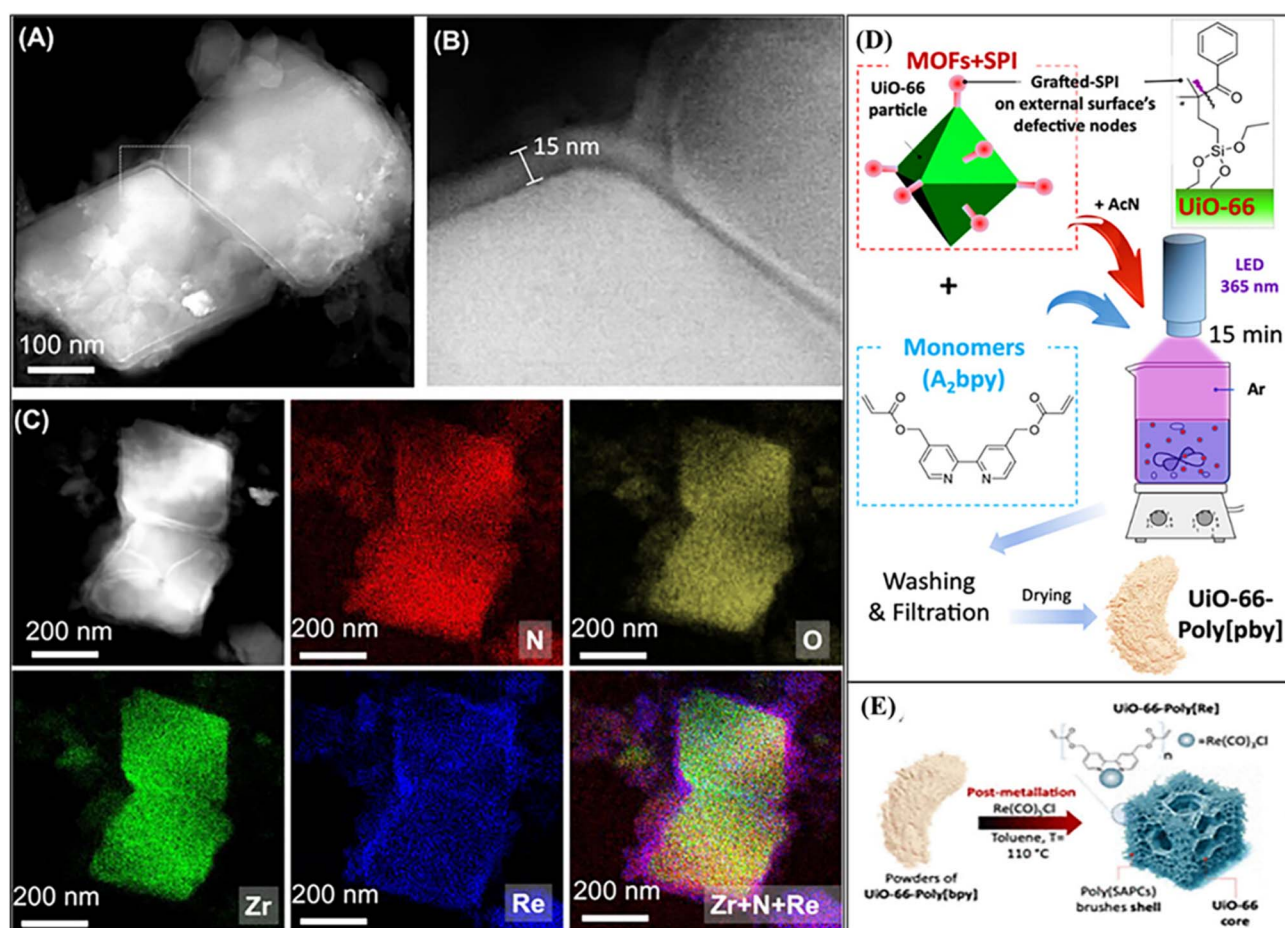 (A)
100 nm
(B)
15 nm
(C)
200 nm
200 nm
N
200 nm
O
200 nm
Zr
200 nm
Re
200 nm
Zr+N+Re
(D)
MOFs+SPI
UiO-66
particle
Grafted-SPI
on external surface's
defective nodes
O
Si
O
O
O
UiO-66
+ AcN
+
LED
365 nm
15 min
Ar
Monomers
(A₂bpy)
O
O
O
O
N
N
Washing
& Filtration
Drying
UiO-66-
Poly[pby]
(E)
UiO-66-Poly[Re]
n
=Re(CO)₃Cl
Post-metallation
Re(CO)₅Cl
Toluene, T=
110 °C
Powders of
UiO-66-Poly[bpy]
Poly(SAPCs)
brushes shell
UiO-66
core